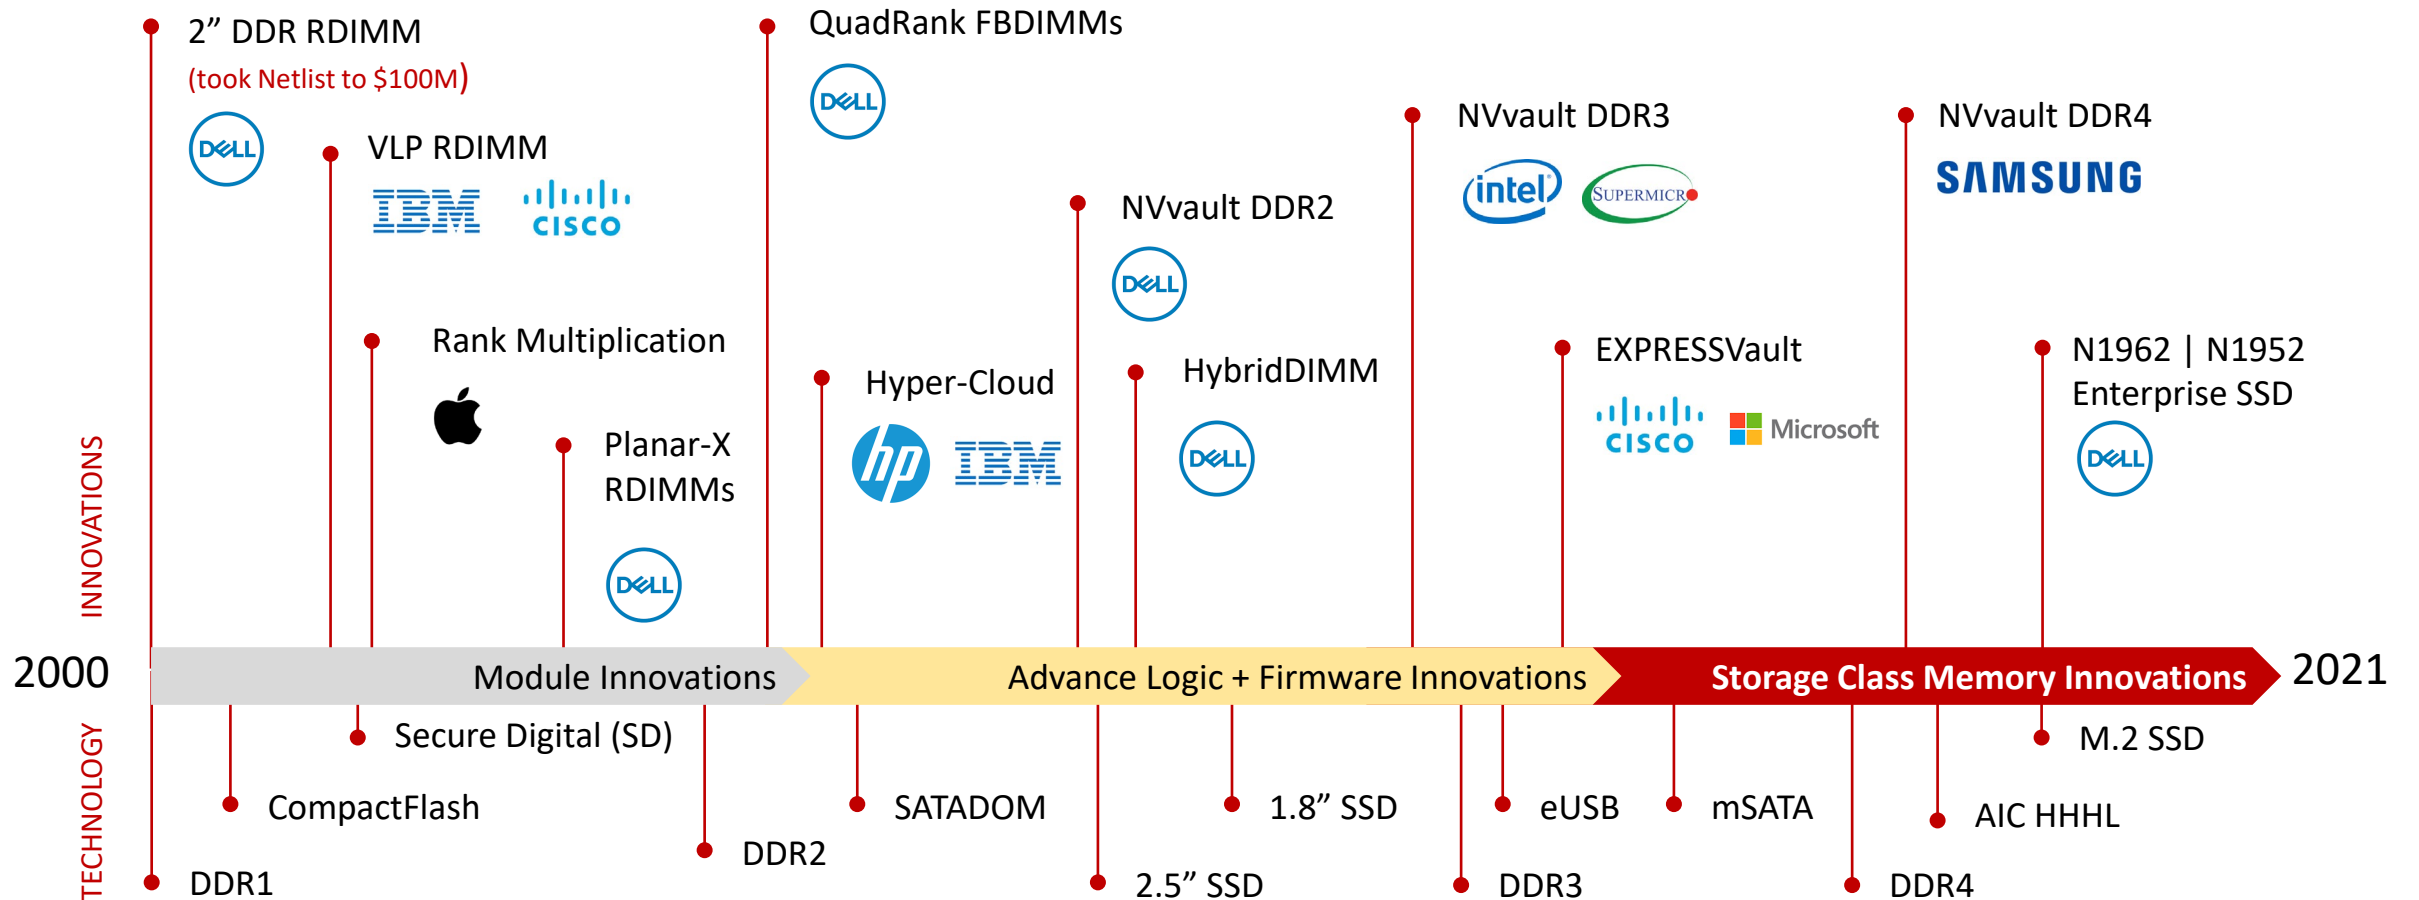 2” DDR RDIMM
(took Netlist to $100M)
DELL
VLP RDIMM
IBM
CISCO
Rank Multiplication
Planar-X
RDIMMs
DELL
QuadRank FBDIMMs
DELL
Hyper-Cloud
hp
IBM
NVvault DDR2
DELL
HybridDIMM
DELL
NVvault DDR3
intel
SUPERMICRO
EXPRESSVault
CISCO
Microsoft
NVvault DDR4
SAMSUNG
N1962 | N1952
Enterprise SSD
DELL
INNOVATIONS
2000
Module Innovations
Advance Logic + Firmware Innovations
Storage Class Memory Innovations
2021
TECHNOLOGY
DDR1
CompactFlash
Secure Digital (SD)
DDR2
SATADOM
2.5” SSD
1.8” SSD
DDR3
eUSB
mSATA
DDR4
AIC HHHL
M.2 SSD